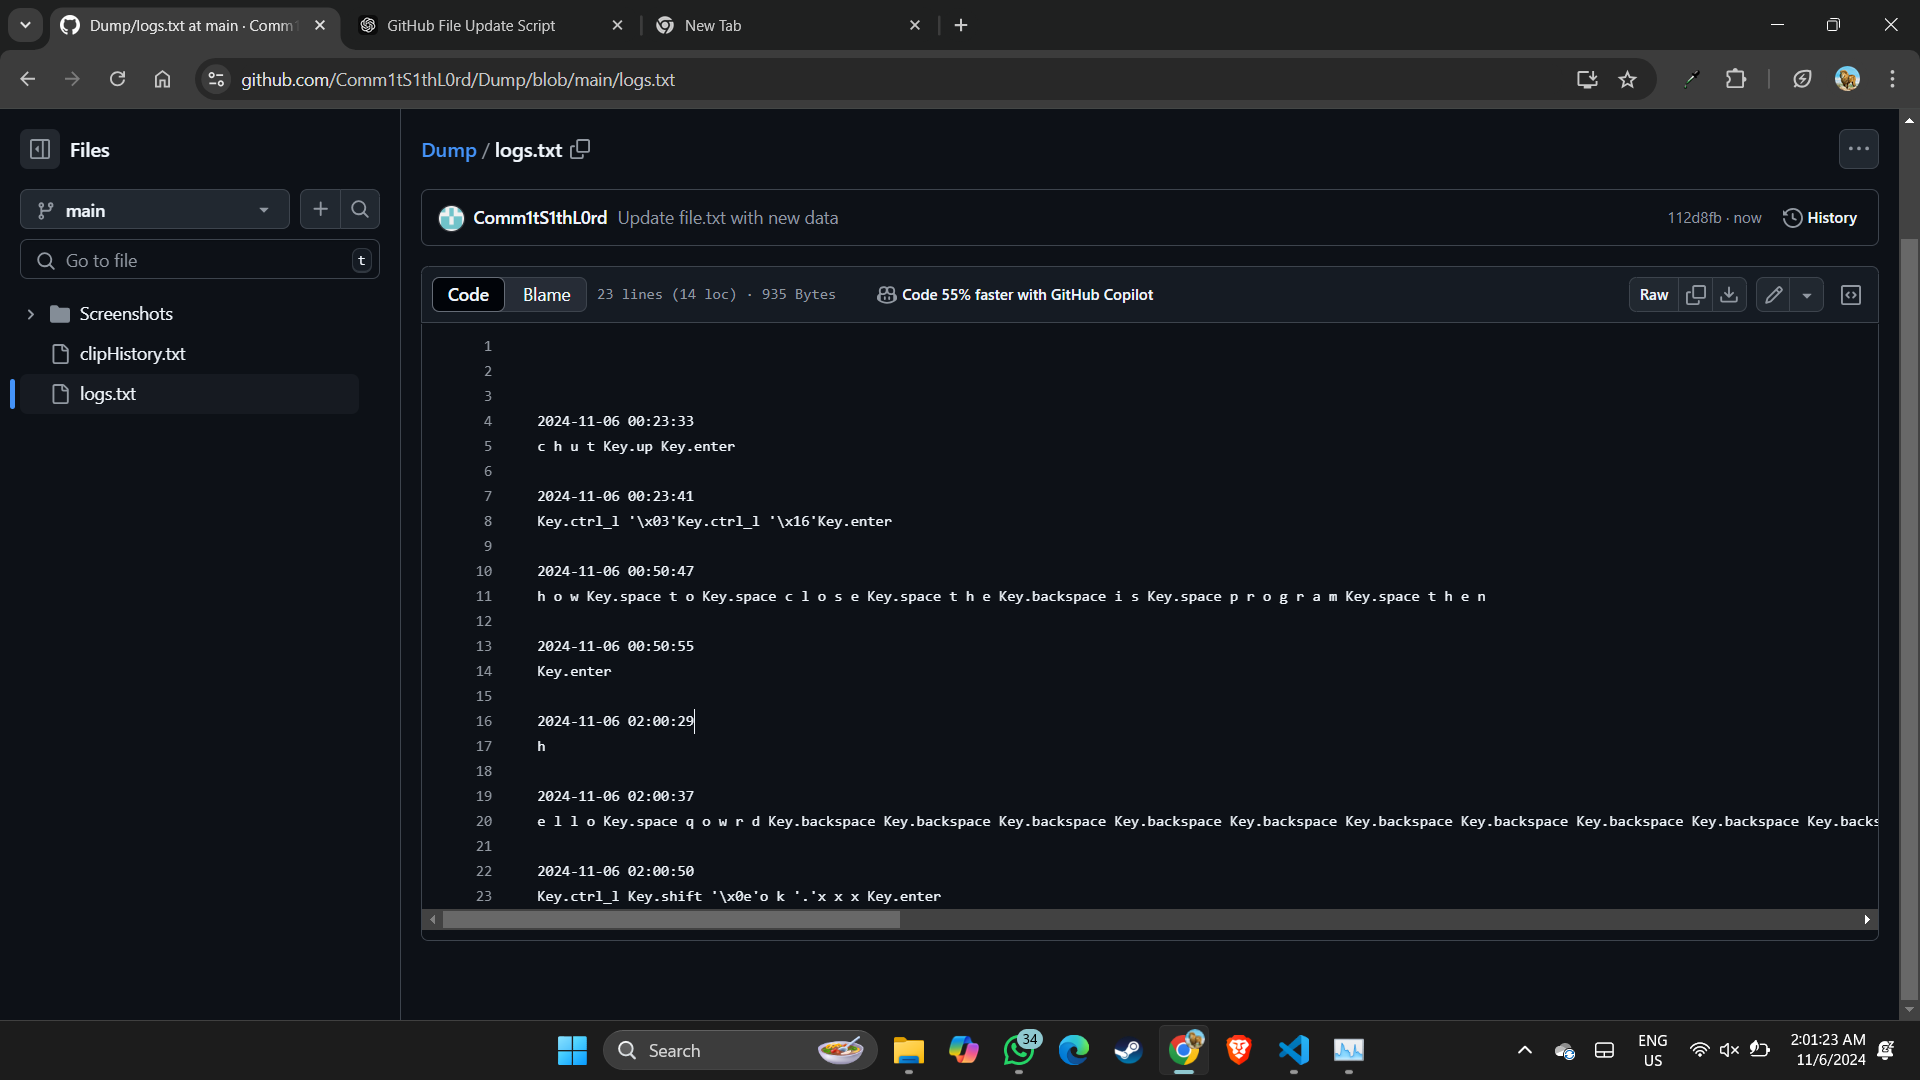 Dump/logs.txt at main · Comm1
GitHub File Update Script
New Tab
github.com/Comm1tS1thL0rd/Dump/blob/main/logs.txt
Files
main
Go to file
t
Screenshots
clipHistory.txt
logs.txt
Dump / logs.txt
Comm1tS1thL0rd Update file.txt with new data
112d8fb · now
History
Code
Blame
23 lines (14 loc) · 935 Bytes
Code 55% faster with GitHub Copilot
Raw
1
2
3
4 2024-11-06 00:23:33
5 c h u t Key.up Key.enter
6
7 2024-11-06 00:23:41
8 Key.ctrl_l '\x03'Key.ctrl_l '\x16'Key.enter
9
10 2024-11-06 00:50:47
11 h o w Key.space t o Key.space c l o s e Key.space t h e Key.backspace i s Key.space p r o g r a m Key.space t h e n
12
13 2024-11-06 00:50:55
14 Key.enter
15
16 2024-11-06 02:00:29
17 h
18
19 2024-11-06 02:00:37
20 e l l o Key.space q o w r d Key.backspace Key.backspace Key.backspace Key.backspace Key.backspace Key.backspace Key.backspace Key.backspace Key.backspace Key.backs
21
22 2024-11-06 02:00:50
23 Key.ctrl_l Key.shift '\x0e'o k '.'x x x Key.enter
Search
34
ENG
US
2:01:23 AM
11/6/2024